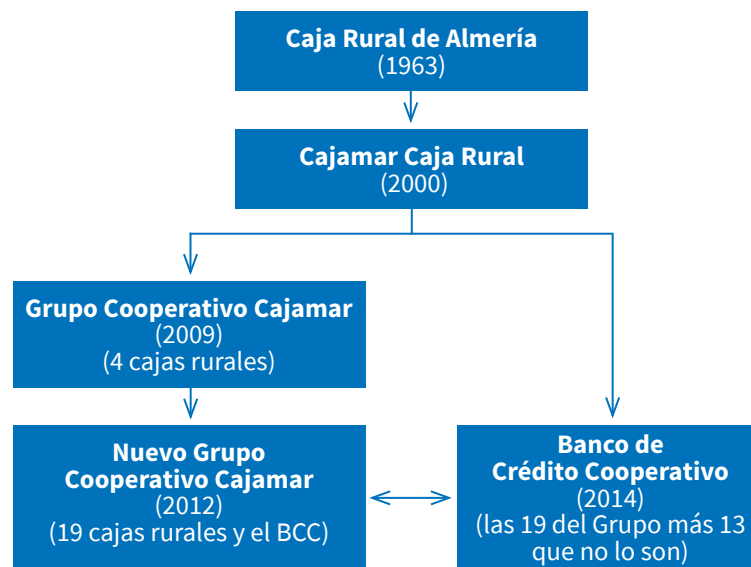 Caja Rural de Almería
(1963)
Cajamar Caja Rural
(2000)
Grupo Cooperativo Cajamar
(2009)
(4 cajas rurales)
Nuevo Grupo
Cooperativo Cajamar
(2012)
(19 cajas rurales y el BCC)
Banco de
Crédito Cooperativo
(2014)
(las 19 del Grupo más 13
que no lo son)